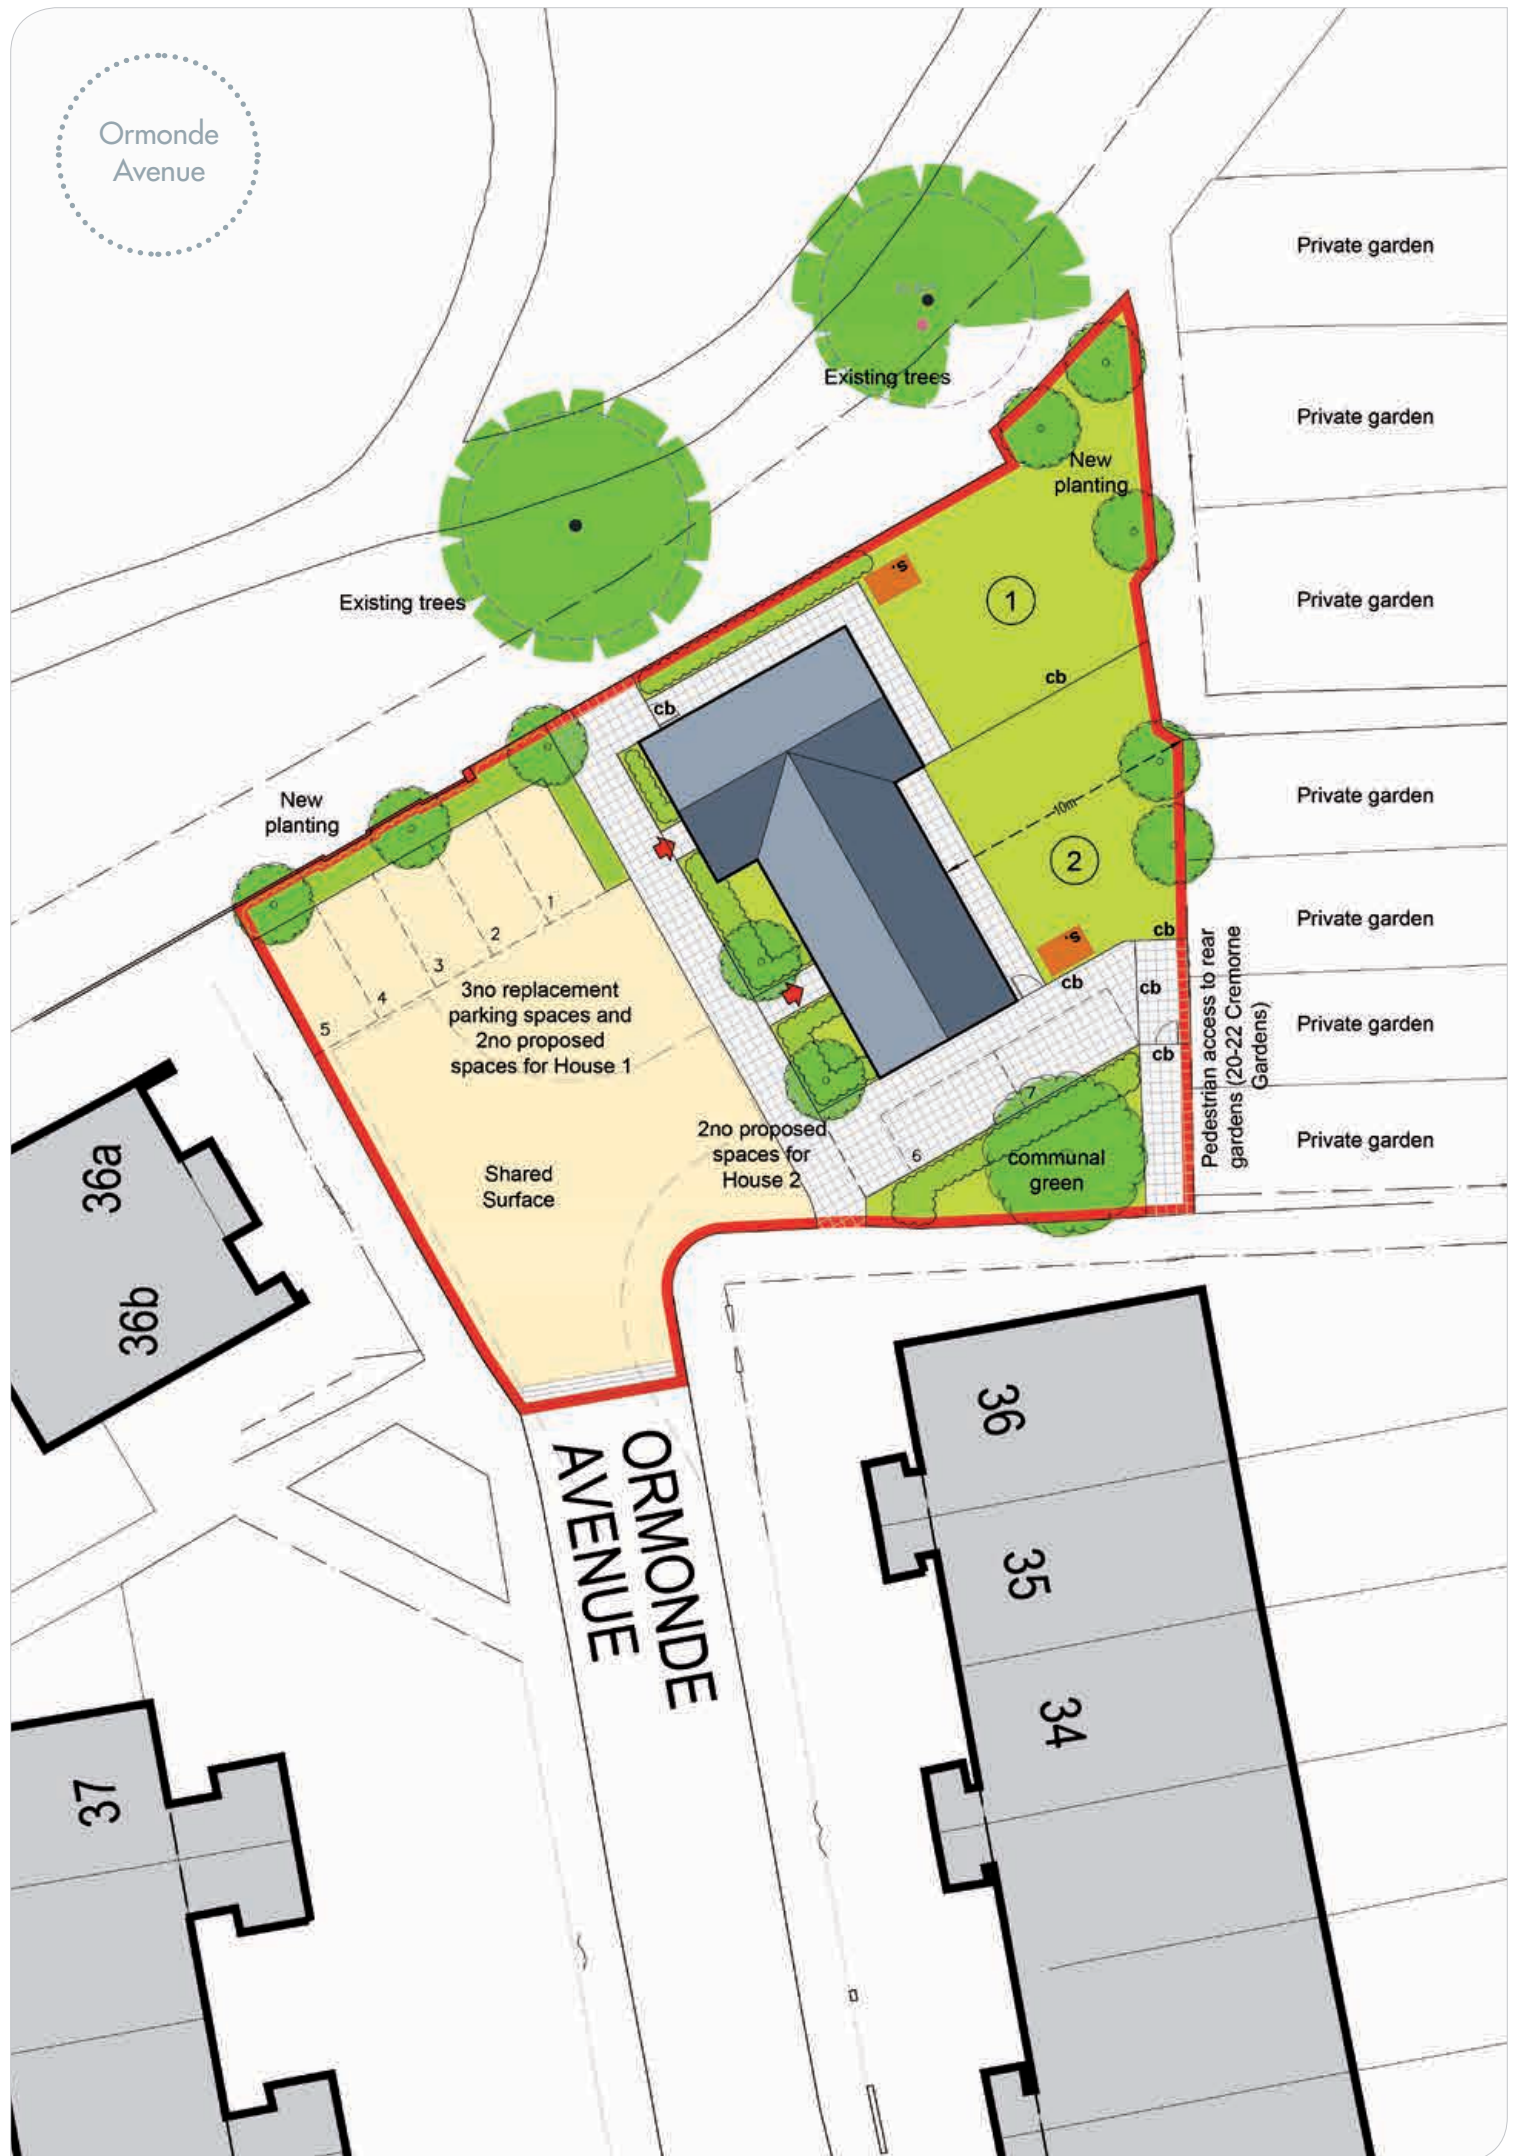 Ormonde
Avenue
Private garden
Existing trees
Private garden
New
planting
s.
1
Existing trees
Private garden
cb
cb
Private garden
New
planting
10m
2
1
2
3
4
5
3no replacement
parking spaces and
2no proposed
spaces for House 1
s.
cb
cb
cb
cb
Private garden
Private garden
Private garden
Pedestrian access to rear
gardens (20-22 Cremorne
Gardens)
7
6
2no proposed
spaces for
House 2
communal
green
Shared
Surface
36a
36b
ORMONDE
AVENUE
36
35
34
37